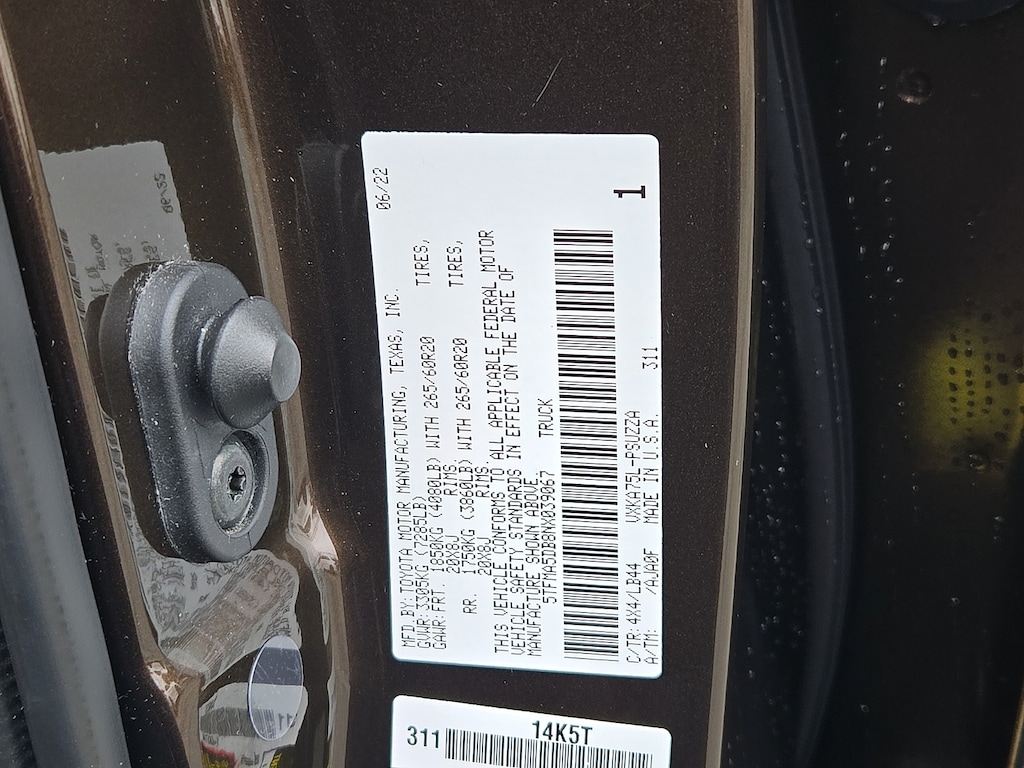 06/22
MFD.BY:TOYOTA MOTOR MANUFACTURING, TEXAS, INC.
GVWR:3305KG (7285LB)
GAWR:FRT. 1850KG (4080LB) WITH 265/60R20 TIRES,
20X8J RIMS.
RR. 1750KG (3860LB) WITH 265/60R20 TIRES,
20X8J RIMS.
THIS VEHICLE CONFORMS TO ALL APPLICABLE FEDERAL MOTOR
VEHICLE SAFETY STANDARDS IN EFFECT ON THE DATE OF
MANUFACTURE SHOWN ABOVE.
5TFMA5DB8NX039067 TRUCK
C/TR:4X4/LB44 VXKA75L-PSUZZA 311
A/TM: /AJA0F MADE IN U.S.A.
1
311
14K5T